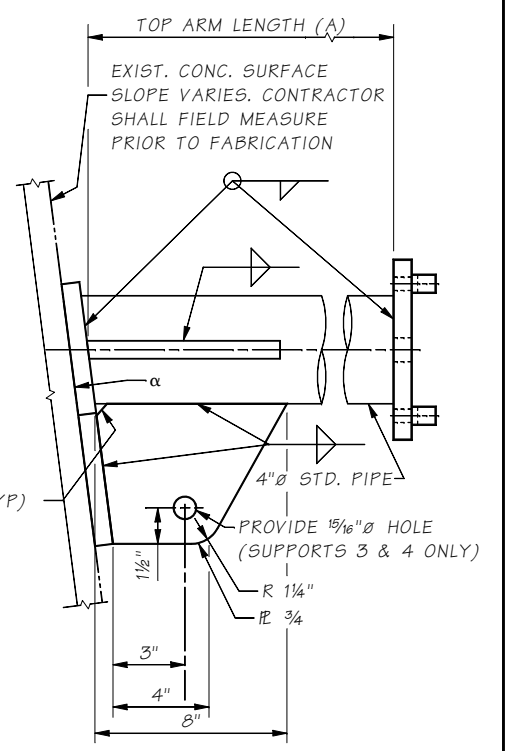 TOP ARM LENGTH (A)
EXIST. CONC. SURFACE
SLOPE VARIES. CONTRACTOR
SHALL FIELD MEASURE
PRIOR TO FABRICATION
α
4"ø STD. PIPE
YP)
PROVIDE 15/16"ø HOLE
(SUPPORTS 3 & 4 ONLY)
1½"
R 1¼"
PL ¾
3"
4"
8"